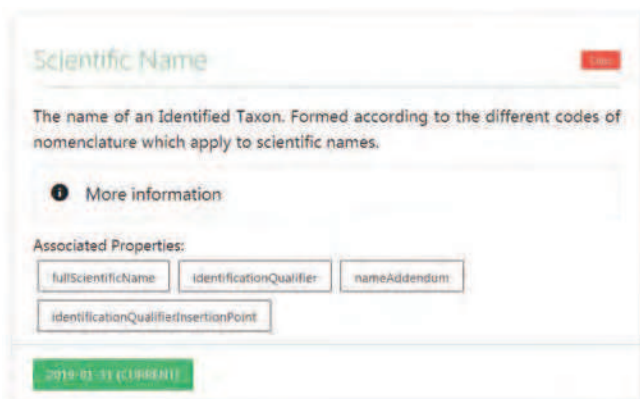 Scientific Name
Class
The name of an Identified Taxon. Formed according to the different codes of
nomenclature which apply to scientific names.
More information
Associated Properties:
fullScientificName identificationQualifier nameAddendum
identificationQualifierInsertionPoint
2019-01-31 (CURRENT)